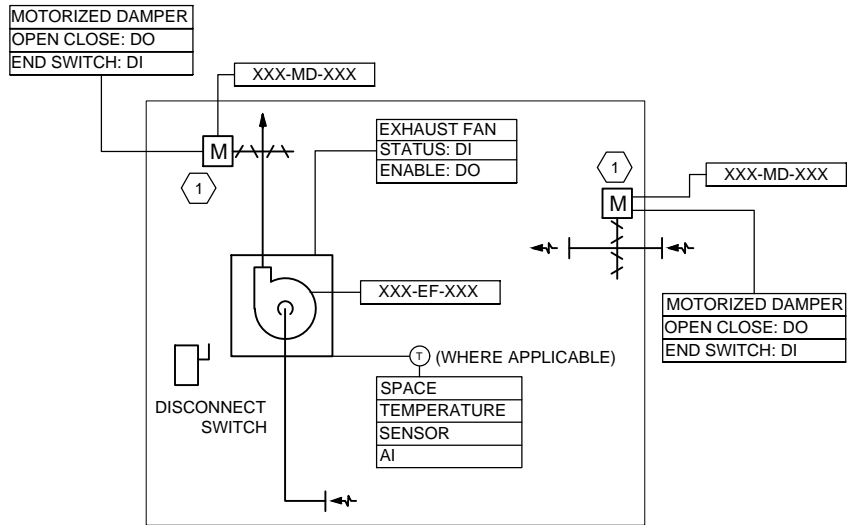 MOTORIZED DAMPER
OPEN CLOSE: DO
END SWITCH: DI
XXX-MD-XXX
M
1
EXHAUST FAN
STATUS: DI
ENABLE: DO
1
M
XXX-MD-XXX
XXX-EF-XXX
MOTORIZED DAMPER
OPEN CLOSE: DO
END SWITCH: DI
T (WHERE APPLICABLE)
SPACE
TEMPERATURE
SENSOR
AI
DISCONNECT
SWITCH